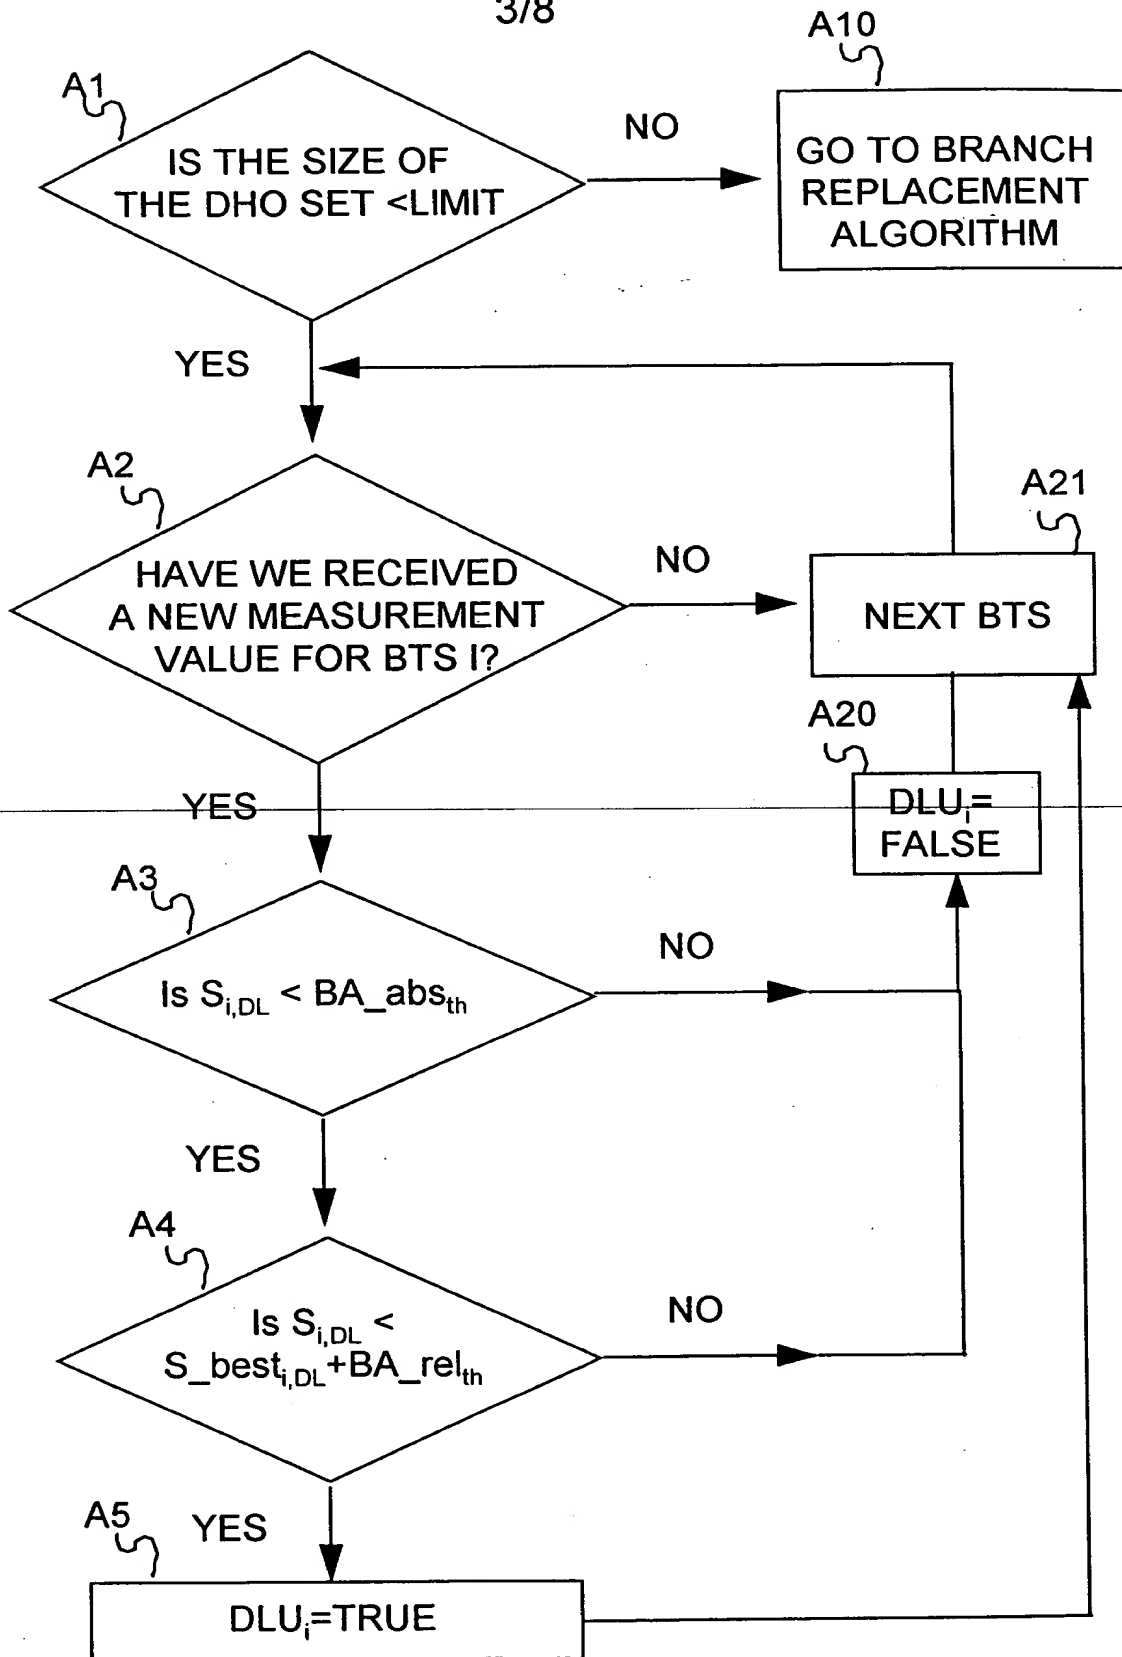 3/8
A10
A1
NO
IS THE SIZE OF
THE DHO SET <LIMIT
GO TO BRANCH
REPLACEMENT
ALGORITHM
YES
A2
A21
NO
HAVE WE RECEIVED
A NEW MEASUREMENT
VALUE FOR BTS I?
NEXT BTS
A20
YES
DLUi=
FALSE
A3
NO
Is Si,DL < BA_absth
YES
A4
NO
Is Si,DL <
S_besti,DL+BA_relth
A5
YES
DLUi=TRUE